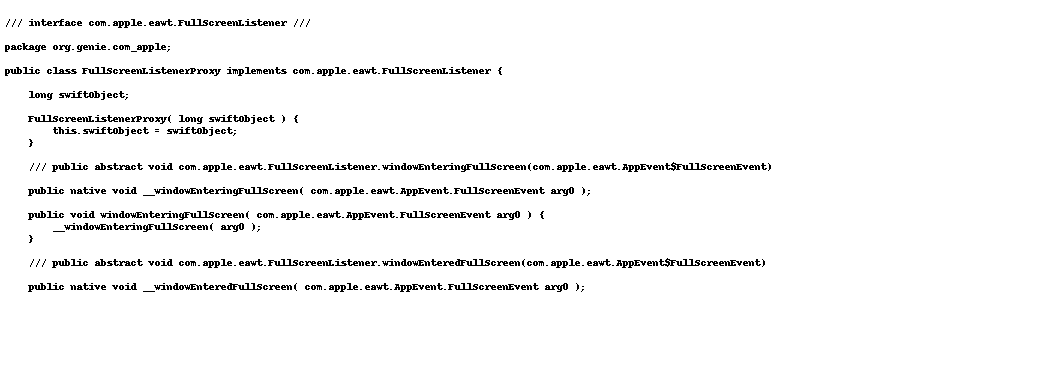 /// interface com.apple.eawt.FullScreenListener ///
package org.genie.com_apple;
public class FullScreenListenerProxy implements com.apple.eawt.FullScreenListener {
long swiftObject;
FullScreenListenerProxy( long swiftObject ) {
this.swiftObject = swiftObject;
}
/// public abstract void com.apple.eawt.FullScreenListener.windowEnteringFullScreen(com.apple.eawt.AppEvent$FullScreenEvent)
public native void __windowEnteringFullScreen( com.apple.eawt.AppEvent.FullScreenEvent arg0 );
public void windowEnteringFullScreen( com.apple.eawt.AppEvent.FullScreenEvent arg0 ) {
__windowEnteringFullScreen( arg0 );
}
/// public abstract void com.apple.eawt.FullScreenListener.windowEnteredFullScreen(com.apple.eawt.AppEvent$FullScreenEvent)
public native void __windowEnteredFullScreen( com.apple.eawt.AppEvent.FullScreenEvent arg0 );